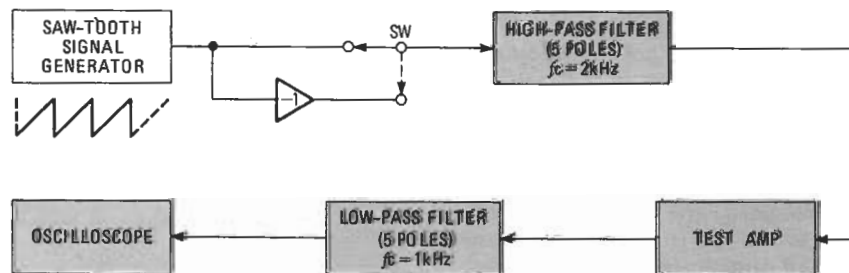 SAW-TOOTH
SIGNAL
GENERATOR
SW
-1
HIGH-PASS FILTER
(5 POLES)
fc = 2kHz
OSCILLOSCOPE
LOW-PASS FILTER
(5 POLES)
fc = 1kHz
TEST AMP